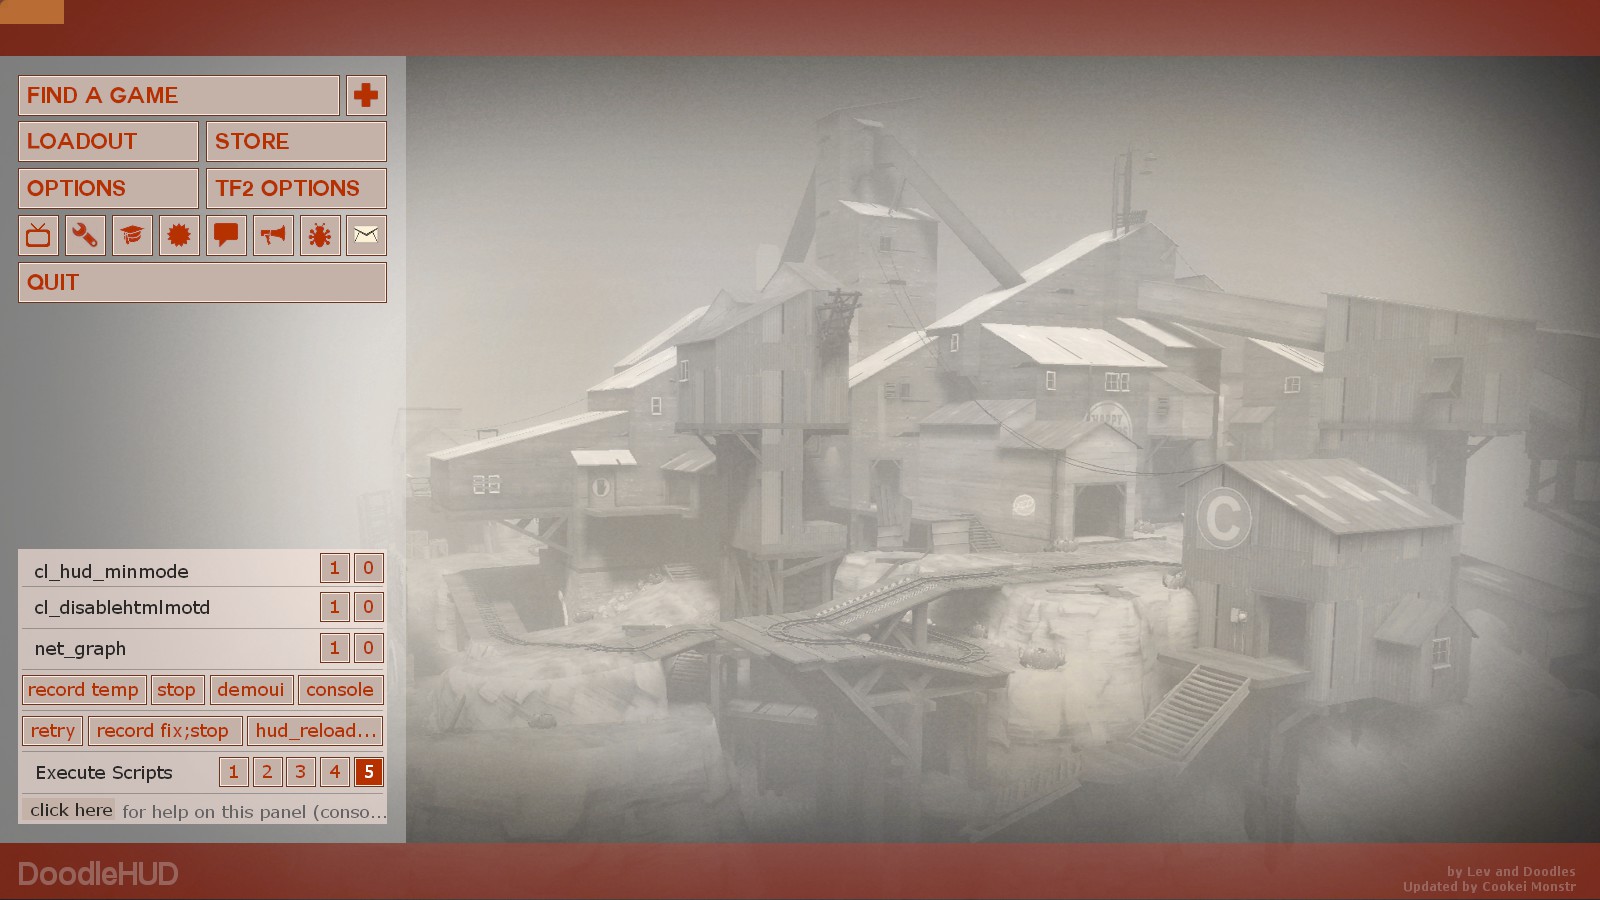 FIND A GAME
LOADOUT STORE
OPTIONS TF2 OPTIONS
QUIT
C
cl_hud_minmode 1 0
cl_disablehtmlmotd 1 0
net_graph 1 0
record temp stop demoui console
retry record fix;stop hud_reload...
Execute Scripts 1 2 3 4 5
click here for help on this panel (conso...
DoodleHUD
by Lev and Doodles
Updated by Cookei Monstr